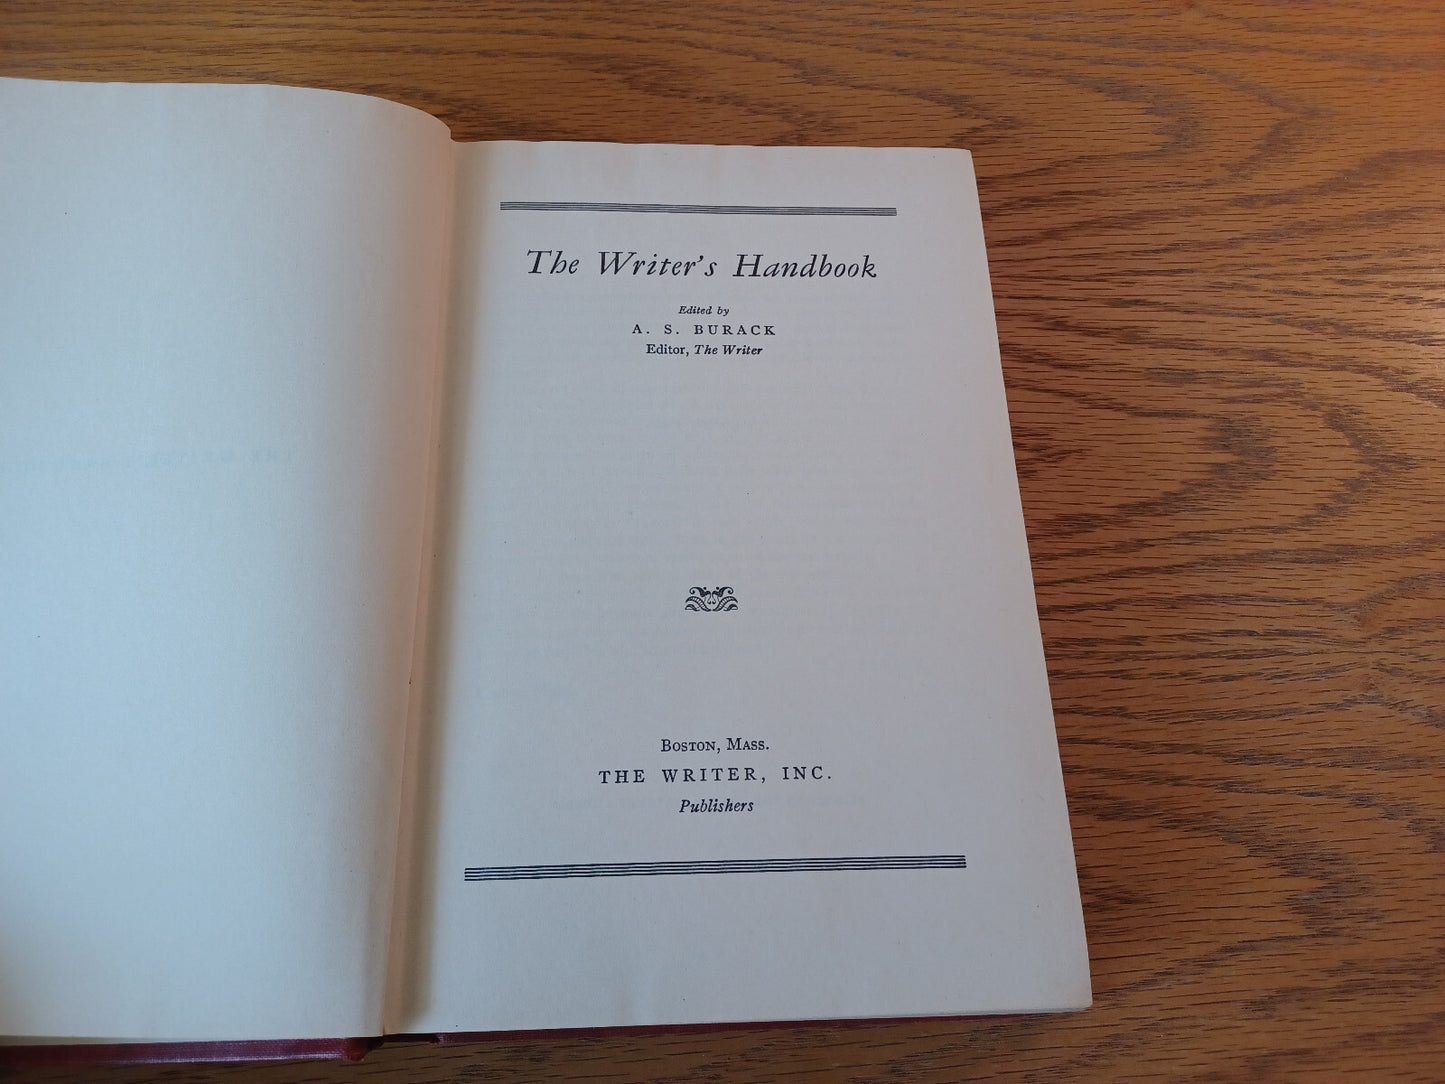 The Writer's Handbook
Edited by
A. S. BURACK
Editor, The Writer
BOSTON, MASS.
THE WRITER, INC.
Publishers